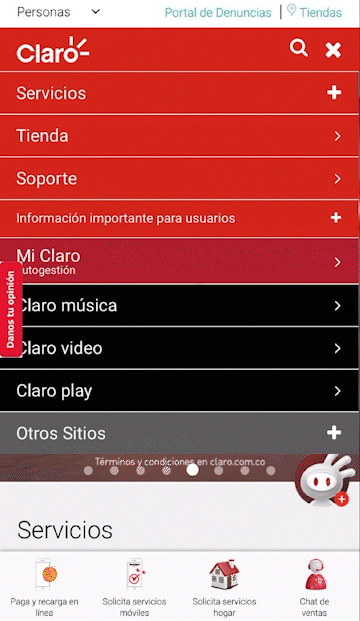 Personas
Portal de Denuncias
Tiendas
Claro
Servicios
Tienda
Soporte
Información importante para usuarios
Mi Claro
utogestión
Danos tu opinión
Claro música
Claro video
Claro play
Otros Sitios
Términos y condiciones en claro.com.co
Servicios
Paga y recarga en
línea
Solicita servicios
móviles
Solicita servicios
hogar
Chat de
ventas